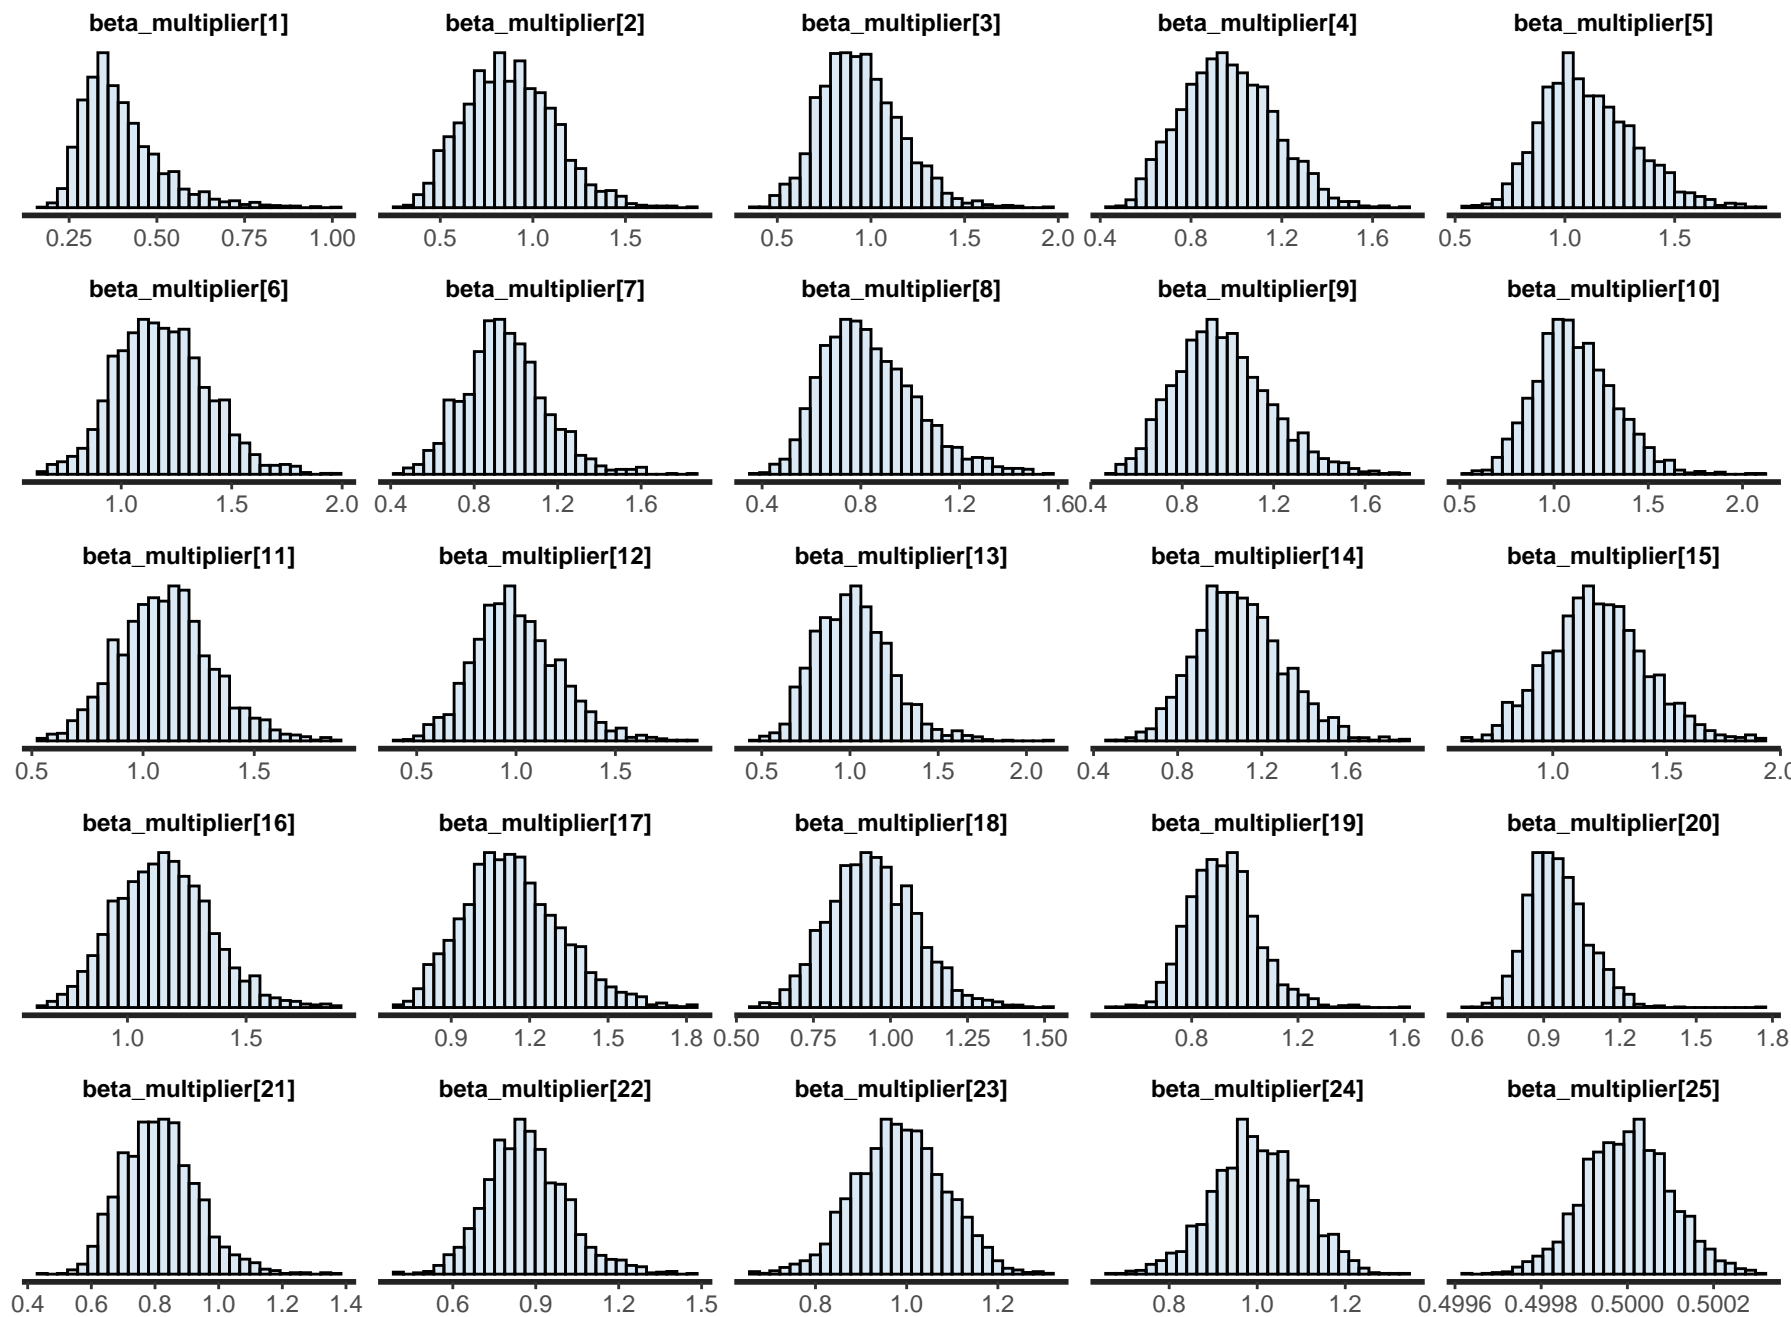 beta_multiplier[1] beta_multiplier[2] beta_multiplier[3] beta_multiplier[4] beta_multiplier[5]
0.25 0.50 0.75 1.00 0.5 1.0 1.5 0.5 1.0 1.5 2.0 0.4 0.8 1.2 1.6 0.5 1.0 1.5
beta_multiplier[6] beta_multiplier[7] beta_multiplier[8] beta_multiplier[9] beta_multiplier[10]
1.0 1.5 2.0 0.4 0.8 1.2 1.6 0.4 0.8 1.2 1.6 0.4 0.8 1.2 1.6 0.5 1.0 1.5 2.0
beta_multiplier[11] beta_multiplier[12] beta_multiplier[13] beta_multiplier[14] beta_multiplier[15]
0.5 1.0 1.5 0.5 1.0 1.5 0.5 1.0 1.5 2.0 0.4 0.8 1.2 1.6 1.0 1.5 2.0
beta_multiplier[16] beta_multiplier[17] beta_multiplier[18] beta_multiplier[19] beta_multiplier[20]
1.0 1.5 0.9 1.2 1.5 1.8 0.50 0.75 1.00 1.25 1.50 0.8 1.2 1.6 0.6 0.9 1.2 1.5 1.8
beta_multiplier[21] beta_multiplier[22] beta_multiplier[23] beta_multiplier[24] beta_multiplier[25]
0.4 0.6 0.8 1.0 1.2 1.4 0.6 0.9 1.2 1.5 0.8 1.0 1.2 0.8 1.0 1.2 0.4996 0.4998 0.5000 0.5002